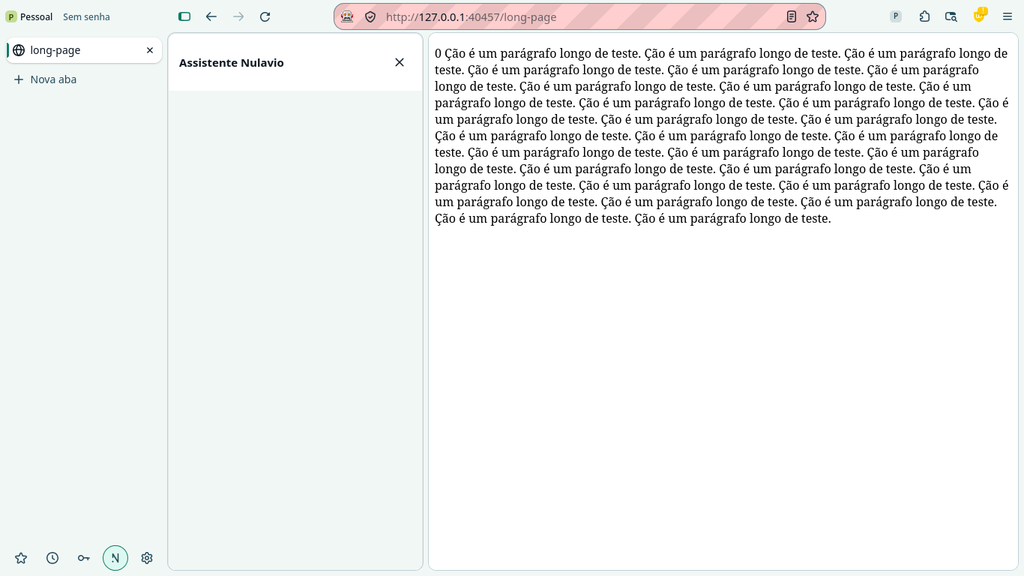 P Pessoal Sem senha
http://127.0.0.1:40457/long-page
P
long-page
Nova aba
Assistente Nulavio
0 Ção é um parágrafo longo de teste. Ção é um parágrafo longo de teste. Ção é um parágrafo longo de
teste. Ção é um parágrafo longo de teste. Ção é um parágrafo longo de teste. Ção é um parágrafo
longo de teste. Ção é um parágrafo longo de teste. Ção é um parágrafo longo de teste. Ção é um
parágrafo longo de teste. Ção é um parágrafo longo de teste. Ção é um parágrafo longo de teste. Ção é
um parágrafo longo de teste. Ção é um parágrafo longo de teste. Ção é um parágrafo longo de teste.
Ção é um parágrafo longo de teste. Ção é um parágrafo longo de teste. Ção é um parágrafo longo de
teste. Ção é um parágrafo longo de teste. Ção é um parágrafo longo de teste. Ção é um parágrafo
longo de teste. Ção é um parágrafo longo de teste. Ção é um parágrafo longo de teste. Ção é um
parágrafo longo de teste. Ção é um parágrafo longo de teste. Ção é um parágrafo longo de teste. Ção é
um parágrafo longo de teste. Ção é um parágrafo longo de teste. Ção é um parágrafo longo de teste.
Ção é um parágrafo longo de teste. Ção é um parágrafo longo de teste.
N